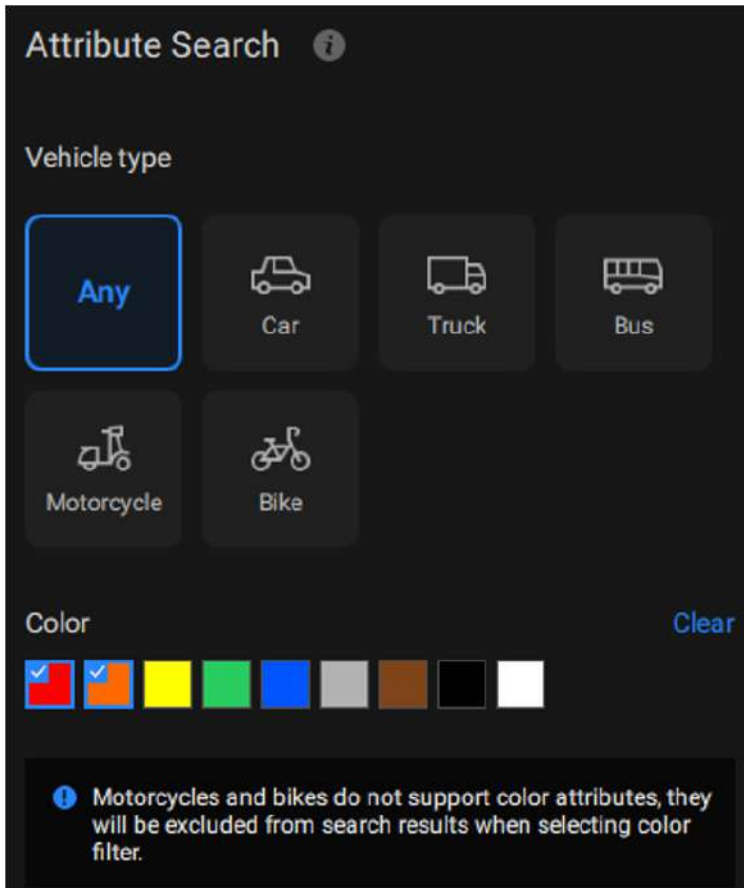 Attribute Search
Vehicle type
Any
Car
Truck
Bus
Motorcycle
Bike
Color
Clear
Motorcycles and bikes do not support color attributes, they
will be excluded from search results when selecting color
filter.